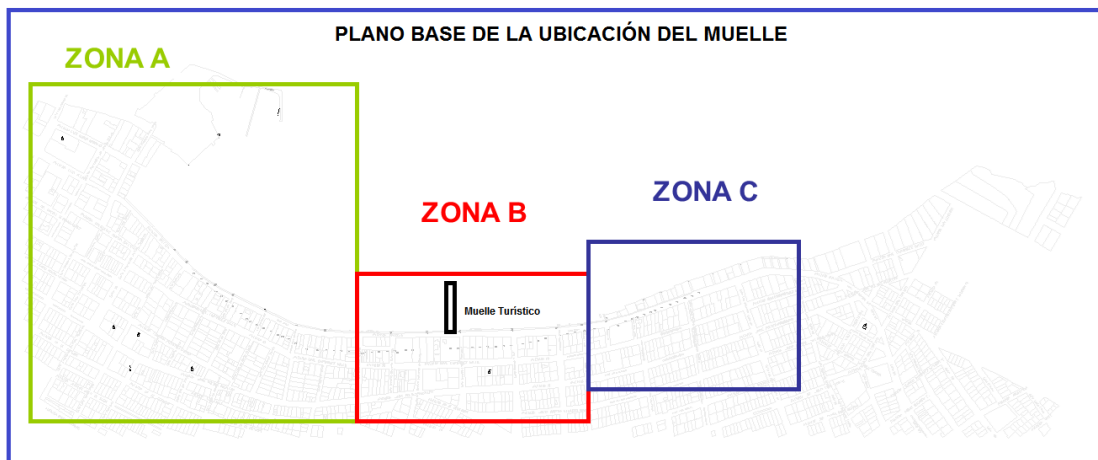 PLANO BASE DE LA UBICACIÓN DEL MUELLE
ZONA A
ZONA C
ZONA B
Muelle Turístico